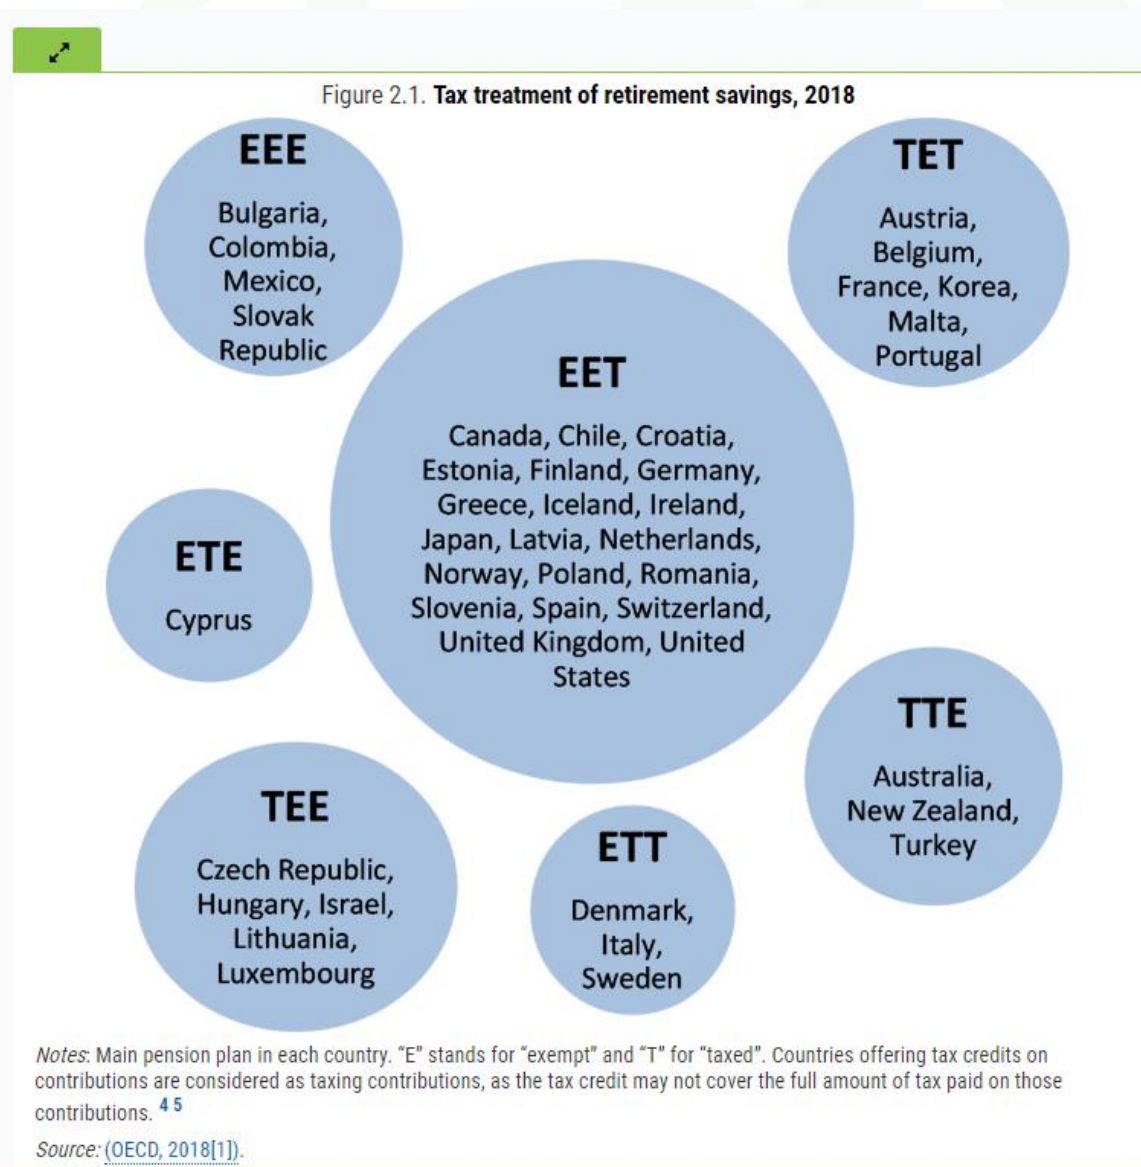 Figure 2.1. Tax treatment of retirement savings, 2018
EEE
Bulgaria,
Colombia,
Mexico,
Slovak
Republic
TET
Austria,
Belgium,
France, Korea,
Malta,
Portugal
EET
Canada, Chile, Croatia,
Estonia, Finland, Germany,
Greece, Iceland, Ireland,
Japan, Latvia, Netherlands,
Norway, Poland, Romania,
Slovenia, Spain, Switzerland,
United Kingdom, United
States
ETE
Cyprus
TTE
Australia,
New Zealand,
Turkey
TEE
Czech Republic,
Hungary, Israel,
Lithuania,
Luxembourg
ETT
Denmark,
Italy,
Sweden
Notes: Main pension plan in each country. “E” stands for “exempt” and “T” for “taxed”. Countries offering tax credits on
contributions are considered as taxing contributions, as the tax credit may not cover the full amount of tax paid on those
contributions. 4 5
Source: (OECD, 2018[1]).